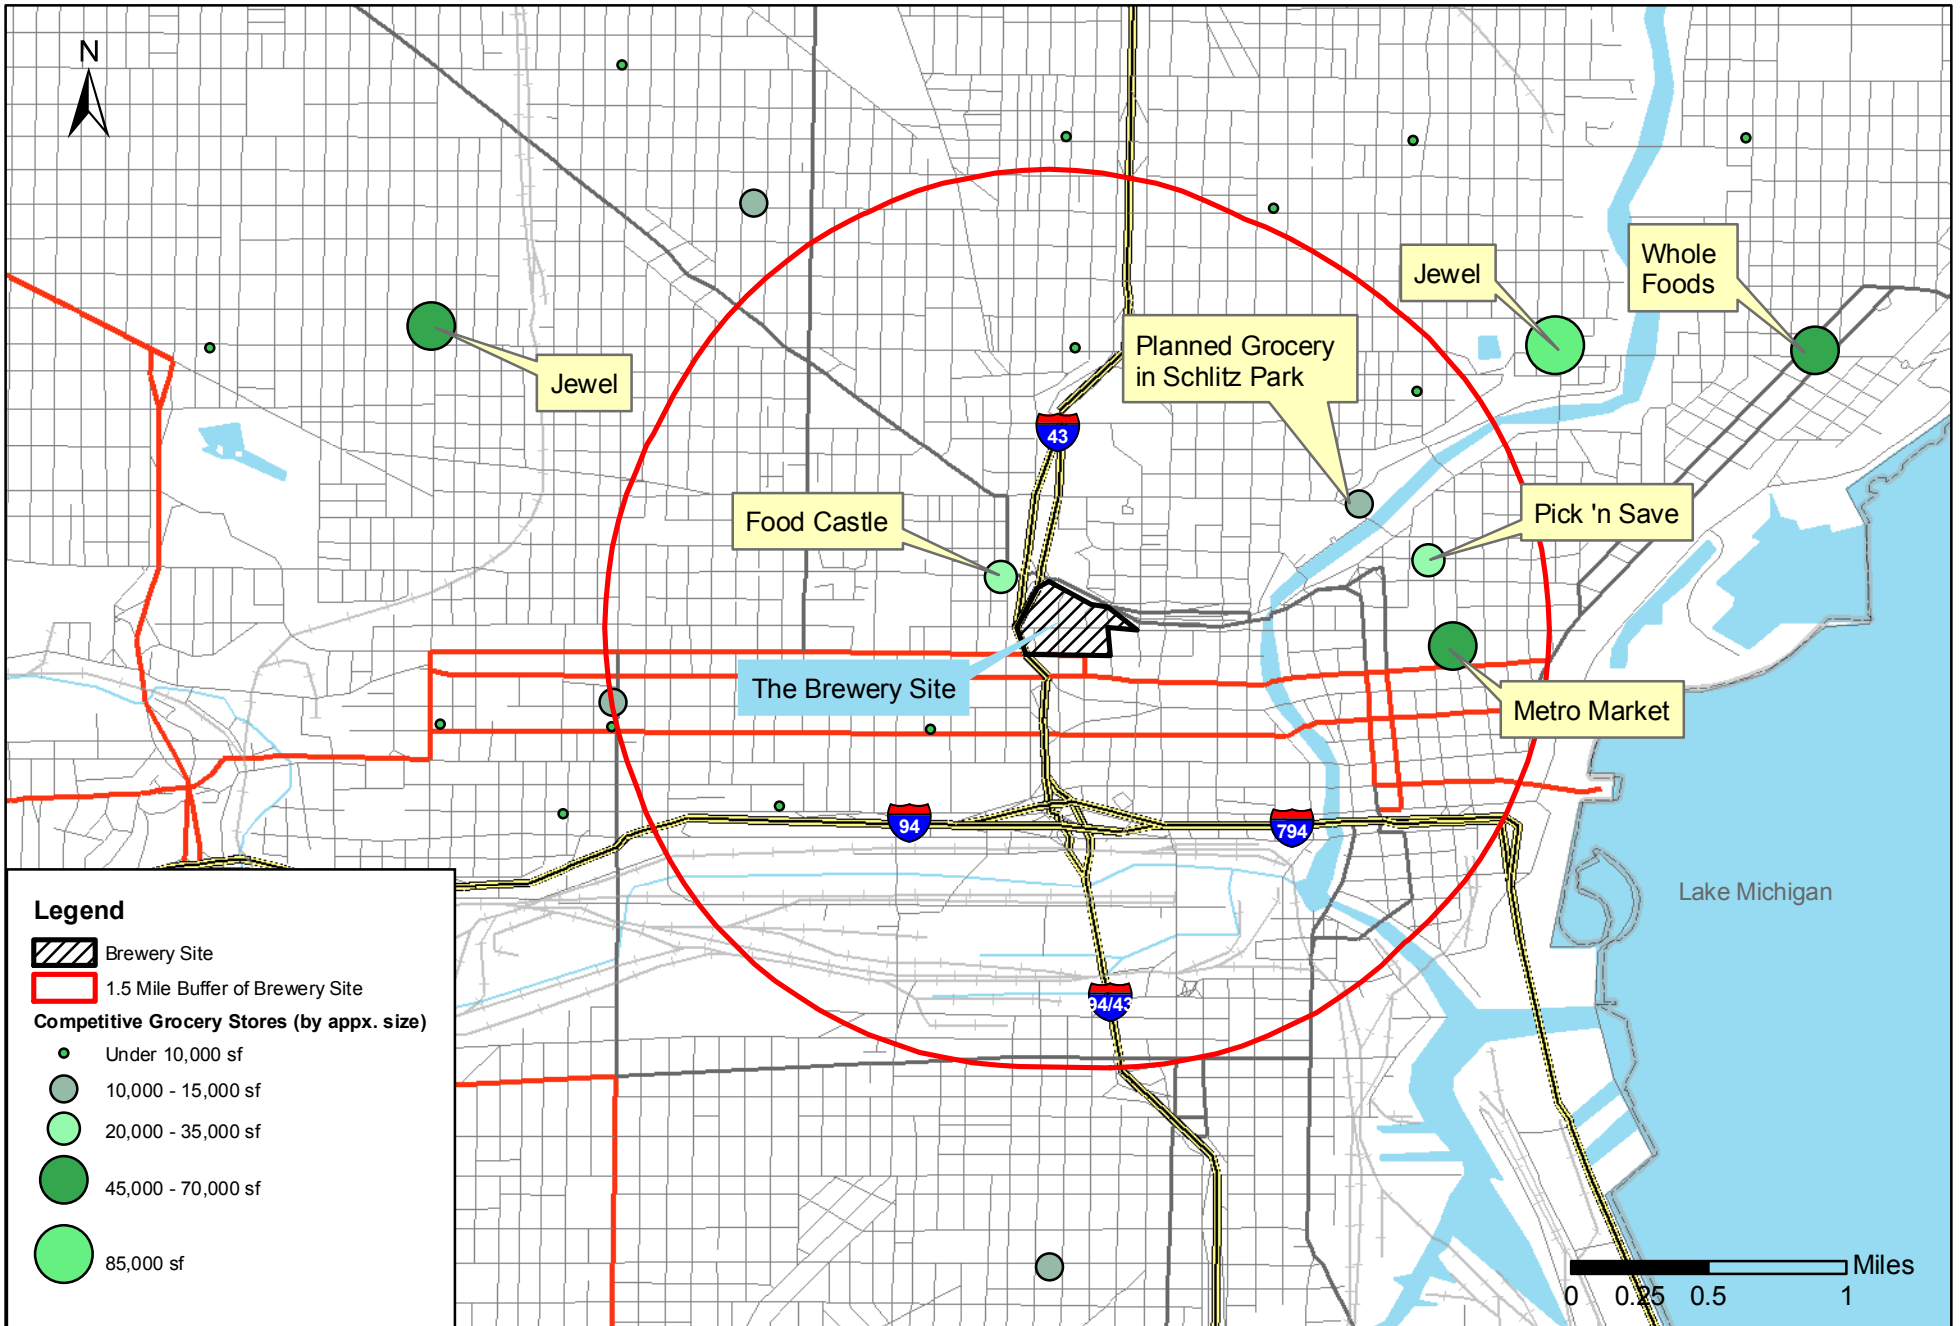 N
Jewel
Whole
Foods
Planned Grocery
in Schlitz Park
Jewel
43
Food Castle
Pick 'n Save
The Brewery Site
Metro Market
94
794
Lake Michigan
94/43
Legend
Brewery Site
1.5 Mile Buffer of Brewery Site
Competitive Grocery Stores (by appx. size)
Under 10,000 sf
10,000 - 15,000 sf
20,000 - 35,000 sf
45,000 - 70,000 sf
85,000 sf
Miles
0 0.25 0.5 1